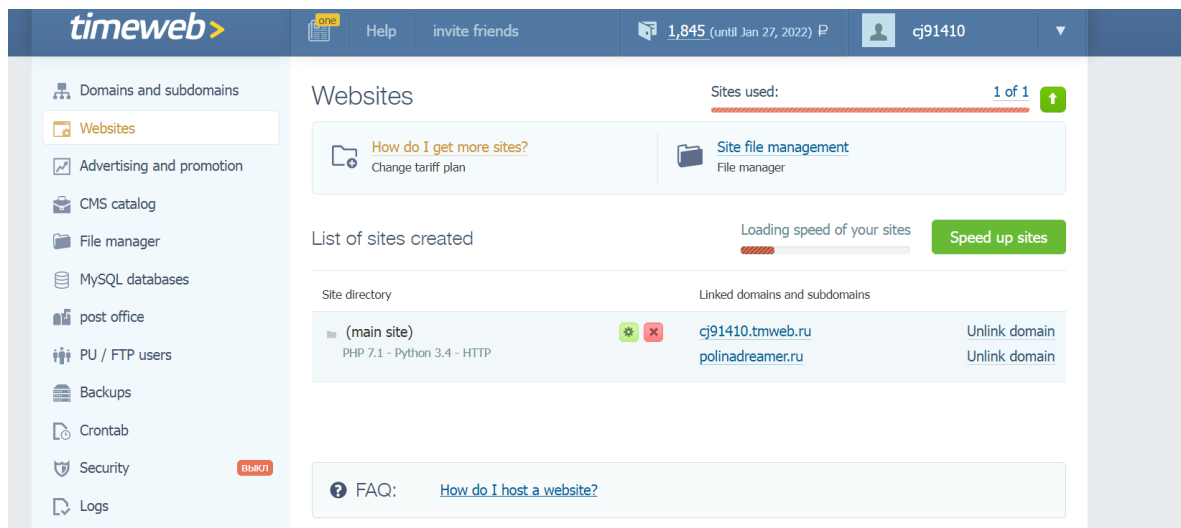 timeweb>
one
Help
invite friends
1,845 (until Jan 27, 2022) ₽
cj91410
Domains and subdomains
Websites
Advertising and promotion
CMS catalog
File manager
MySQL databases
post office
PU / FTP users
Backups
Crontab
Security
ВЫКЛ
Logs
Websites
Sites used:
1 of 1
How do I get more sites?
Change tariff plan
Site file management
File manager
List of sites created
Loading speed of your sites
Speed up sites
Site directory
Linked domains and subdomains
(main site)
PHP 7.1 - Python 3.4 - HTTP
cj91410.tmweb.ru
Unlink domain
polinadreamer.ru
Unlink domain
FAQ:
How do I host a website?